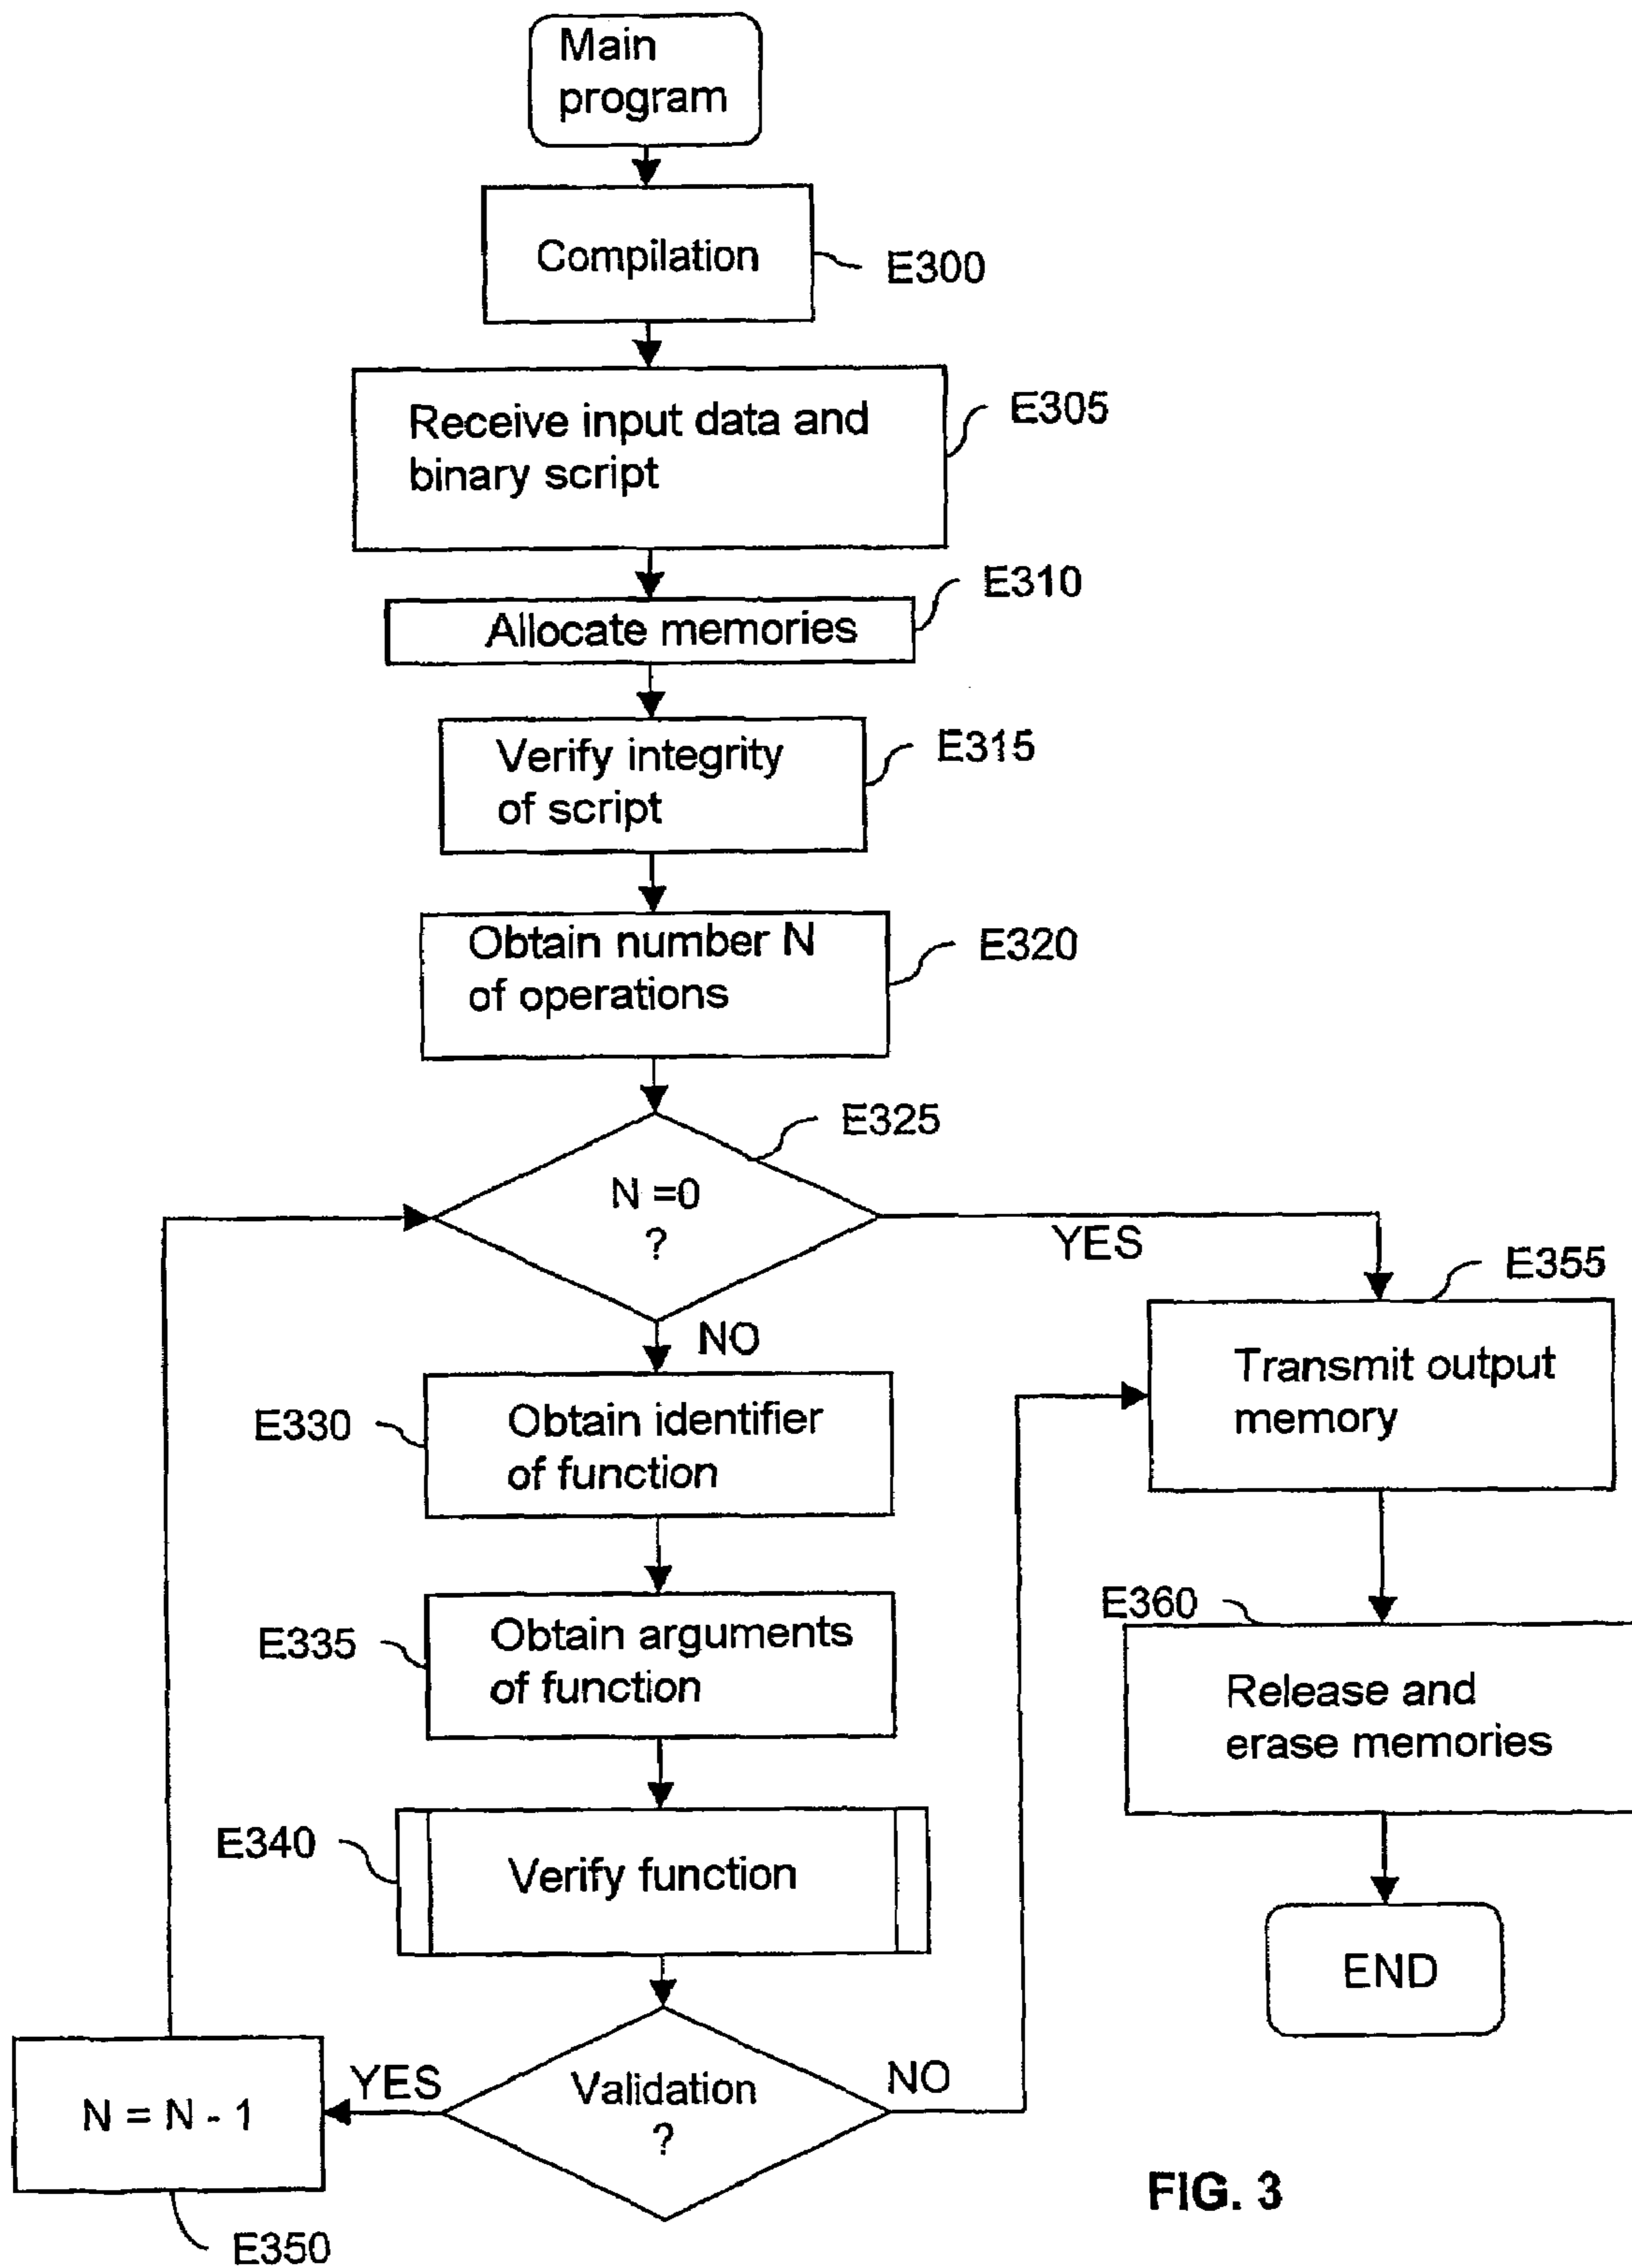 Main
program
Compilation
E300
Receive input data and
binary script
E305
Allocate memories
E310
Verify integrity
of script
E315
Obtain number N
of operations
E320
N =0
?
E325
YES
NO
E330
Obtain identifier
of function
E335
Obtain arguments
of function
E340
Verify function
Validation
?
YES
NO
N = N - 1
E350
E355
Transmit output
memory
E360
Release and
erase memories
END
FIG. 3